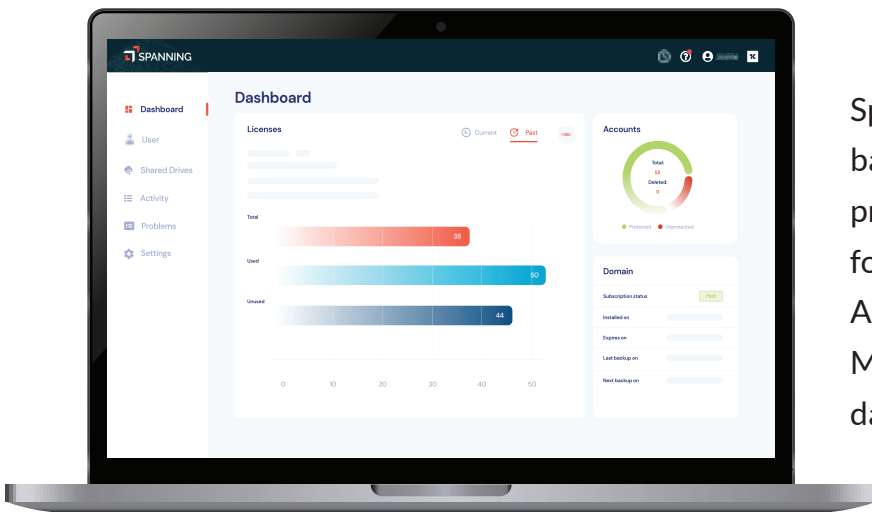 SPANNING
Dashboard
User
Shared Drives
Activity
Problems
Settings
Dashboard
Licenses
Current
Past
Total
38
Used
50
Unused
44
0 10 20 30 40 50
Accounts
Total:
Deleted:
11
Protected Unprotected
Domain
Subscription status
Paid
Installed on
Expires on
Last backup on
Next backup on
Sp
ba
pr
fo
A
M
da